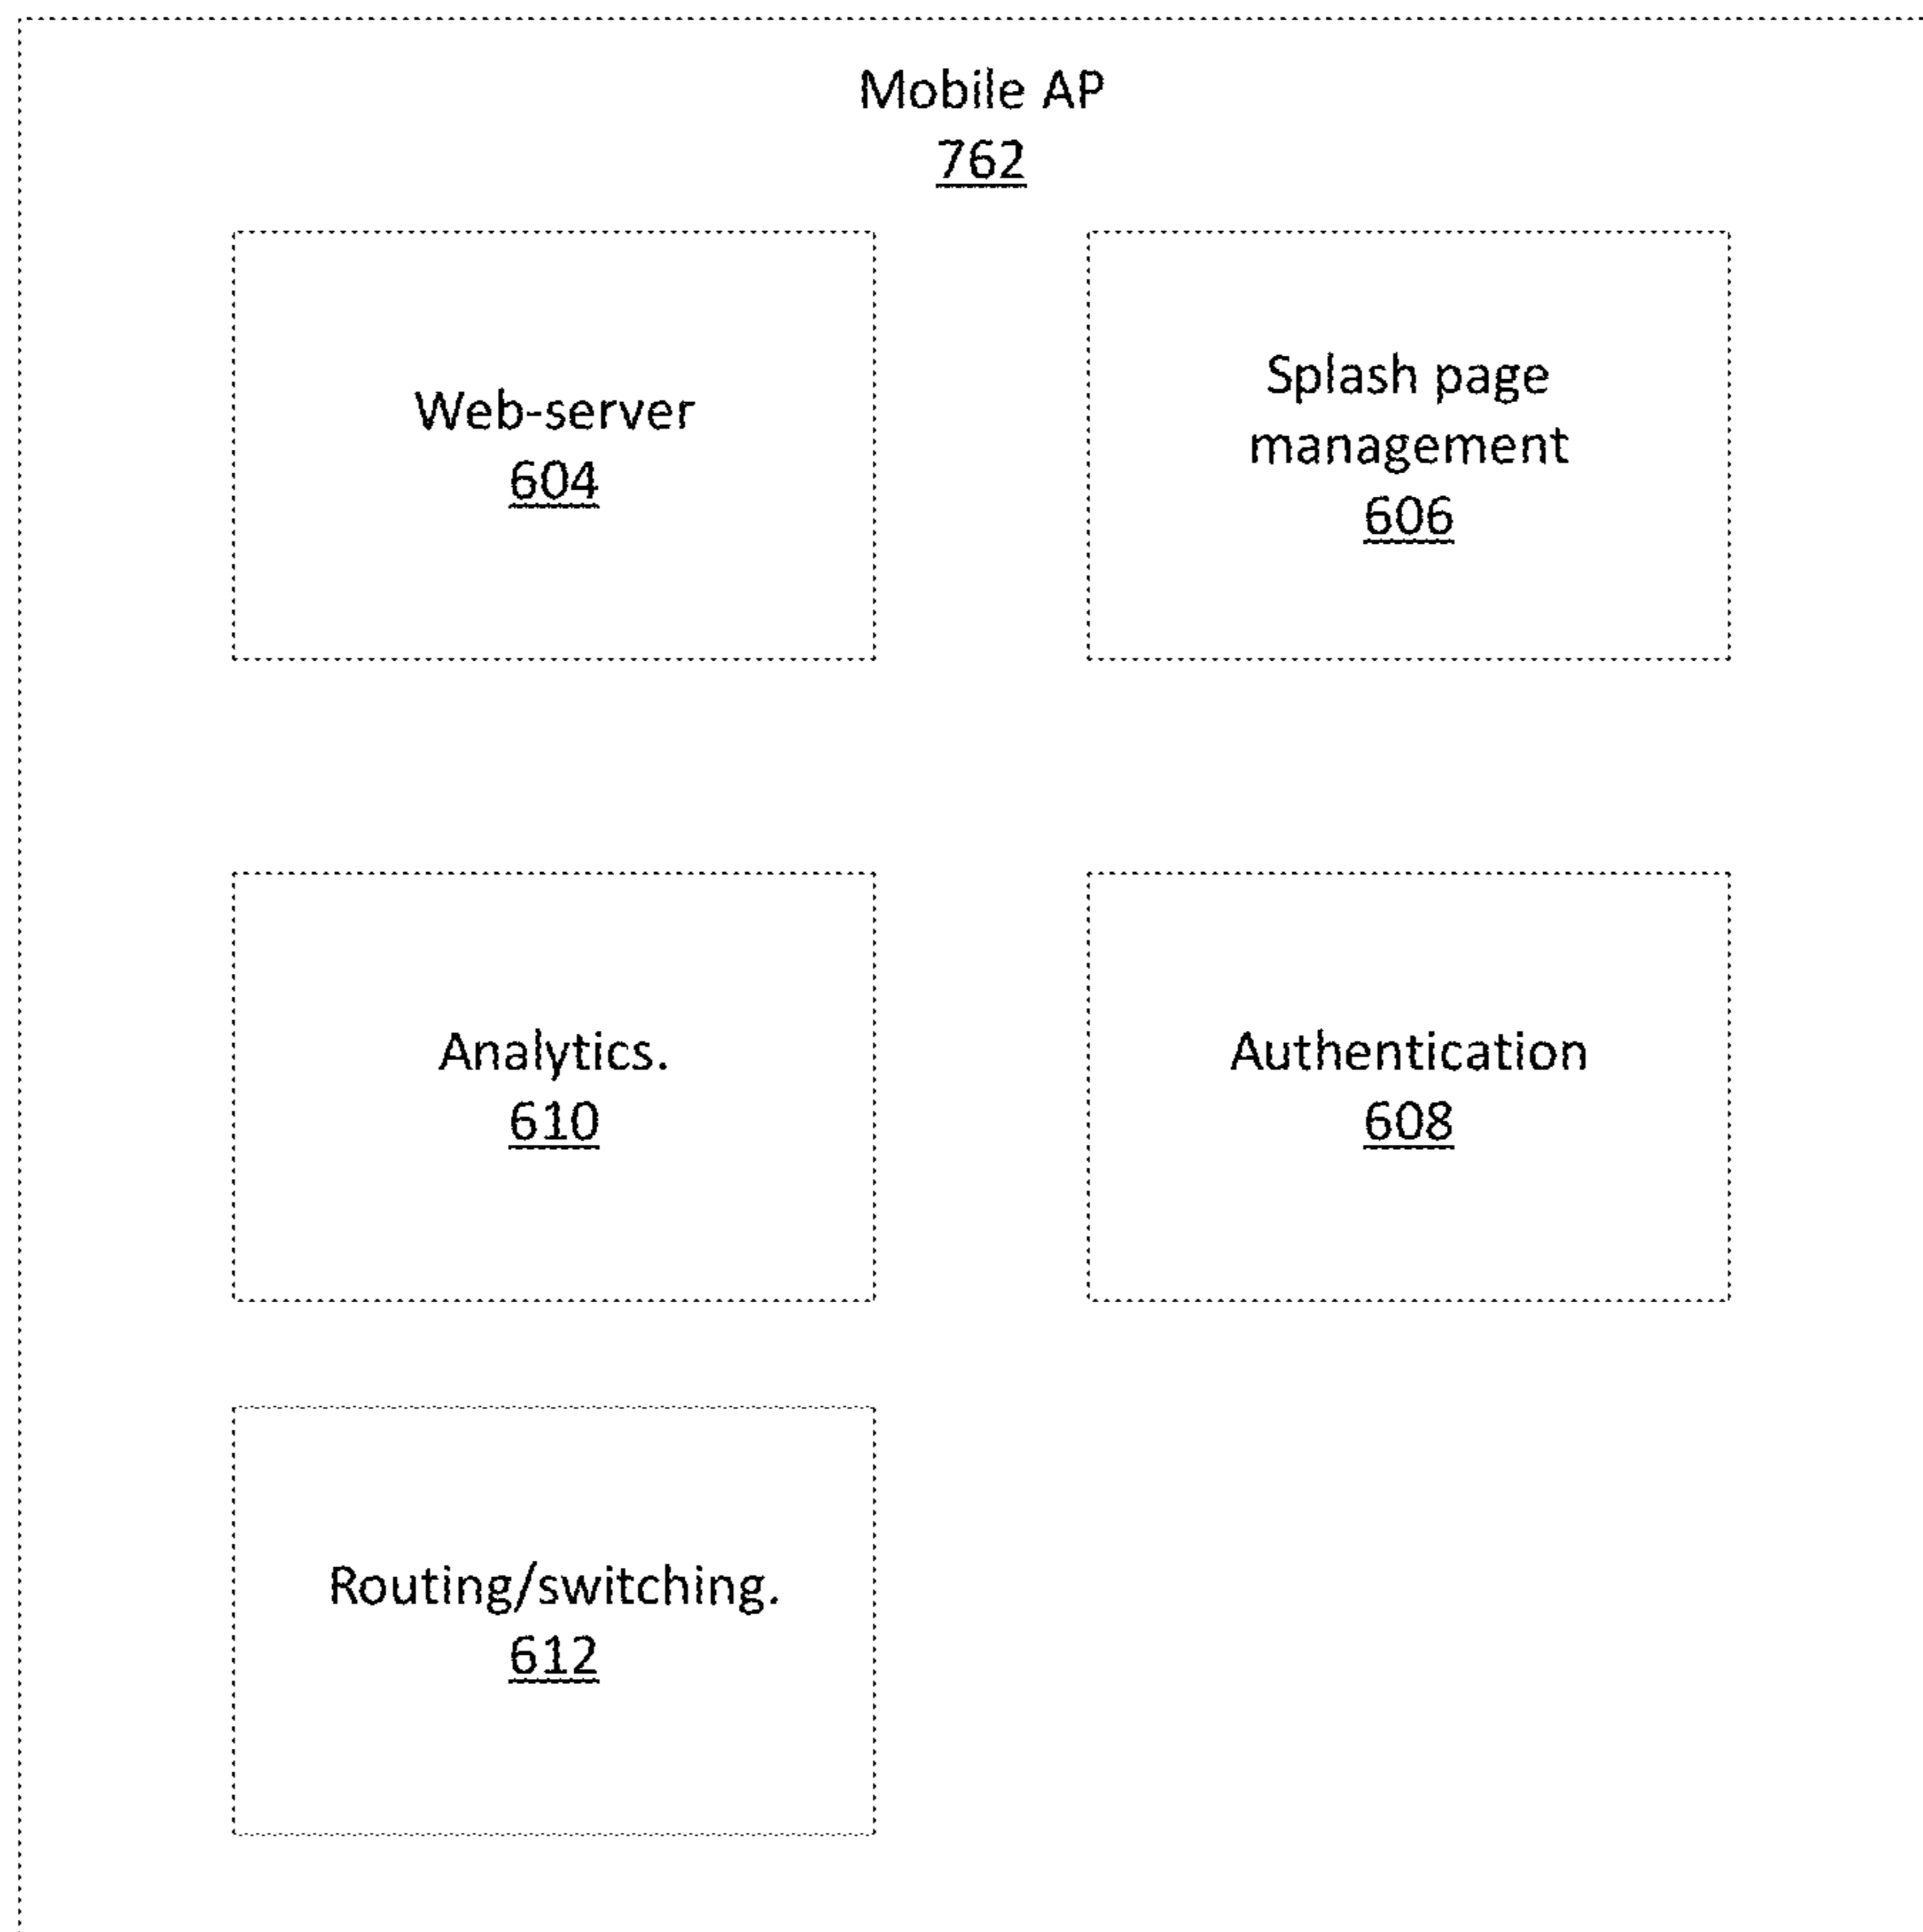 Mobile AP
762
Web-server
604
Splash page
management
606
Analytics.
610
Authentication
608
Routing/switching.
612